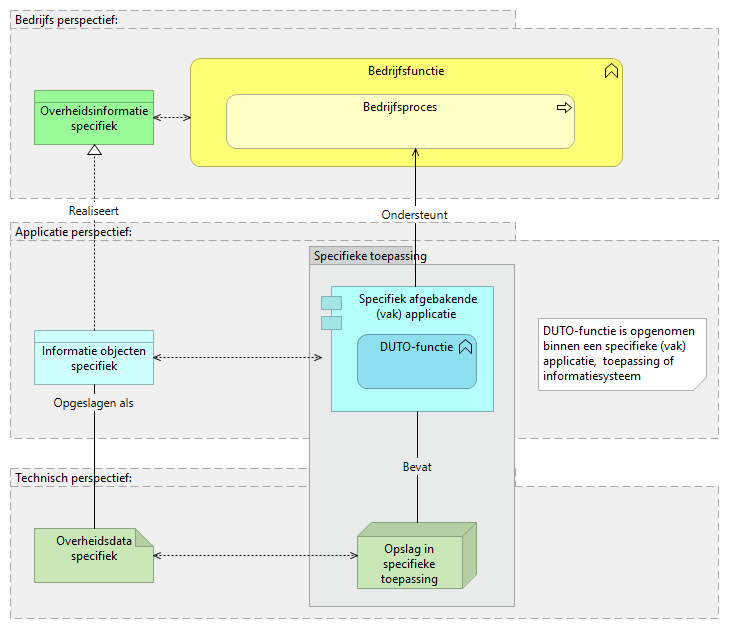 Bedrijfs perspectief:
Bedrijfsfunctie
Overheidsinformatie
specifiek
Bedrijfsproces
Realiseert
Ondersteunt
Applicatie perspectief:
Specifieke toepassing
Specifiek afgebakende
(vak) applicatie
DUTO-functie
Informatie objecten
specifiek
DUTO-functie is opgenomen
binnen een specifieke (vak)
applicatie, toepassing of
informatiesysteem
Opgeslagen als
Bevat
Technisch perspectief:
Overheidsdata
specifiek
Opslag in
specifieke
toepassing